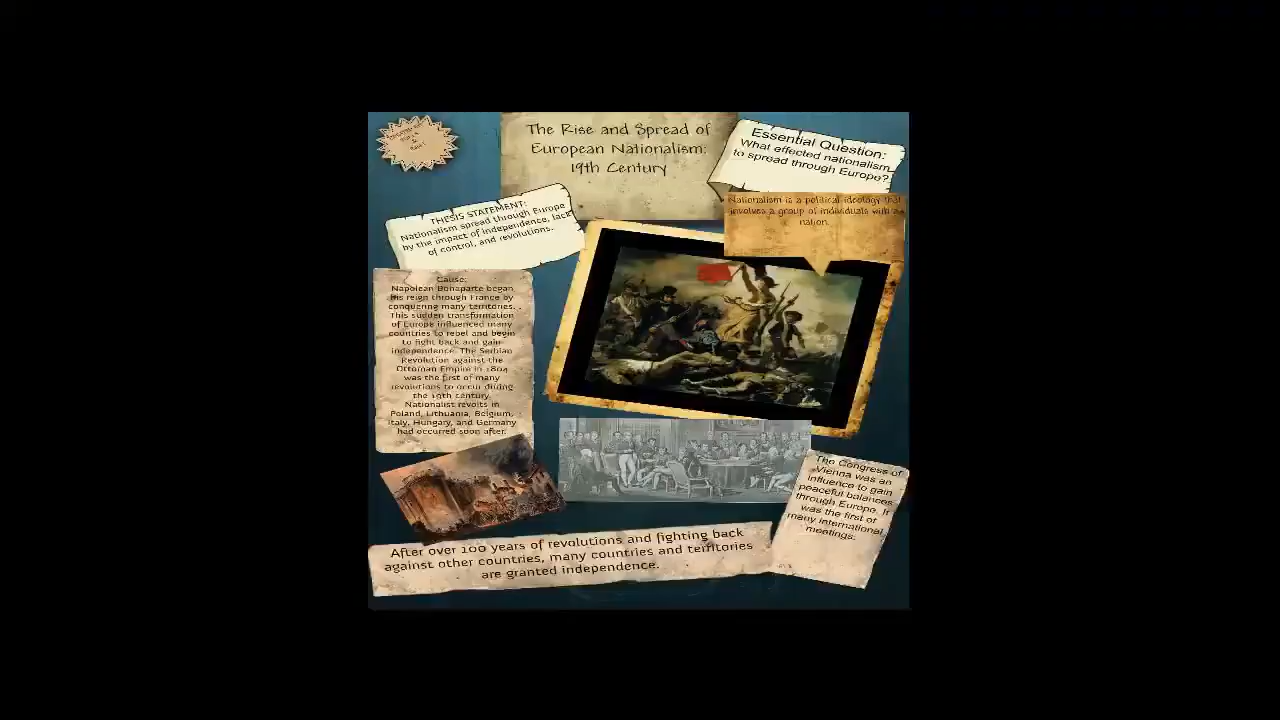 The Rise and Spread of
European Nationalism:
19th Century
Essential Question:
What effected nationalism
to spread through Europe?
Nationalism is a political ideology that
involves a group of individuals with a
nation.
THESIS STATEMENT:
Nationalism spread through Europe
by the impact of independence, lack
of control, and revolutions.
Cause:
Napolean Bonaparte began
his reign through France by
conquering many territories.
This sudden transformation
of Europe influenced many
countries to rebel and begin
to fight back and gain
independence. The Serbian
Revolution against the
Ottoman Empire in 1804
was the first of many
revolutions to occur during
the 19th century.
Nationalist revolts in
Poland, Lithuania, Belgium,
Italy, Hungary, and Germany
had occurred soon after.
The Congress of
Vienna was an
influence to gain
peaceful balances
through Europe. It
was the first of
many international
meetings.
After over 100 years of revolutions and fighting back
against other countries, many countries and territories
are granted independence.